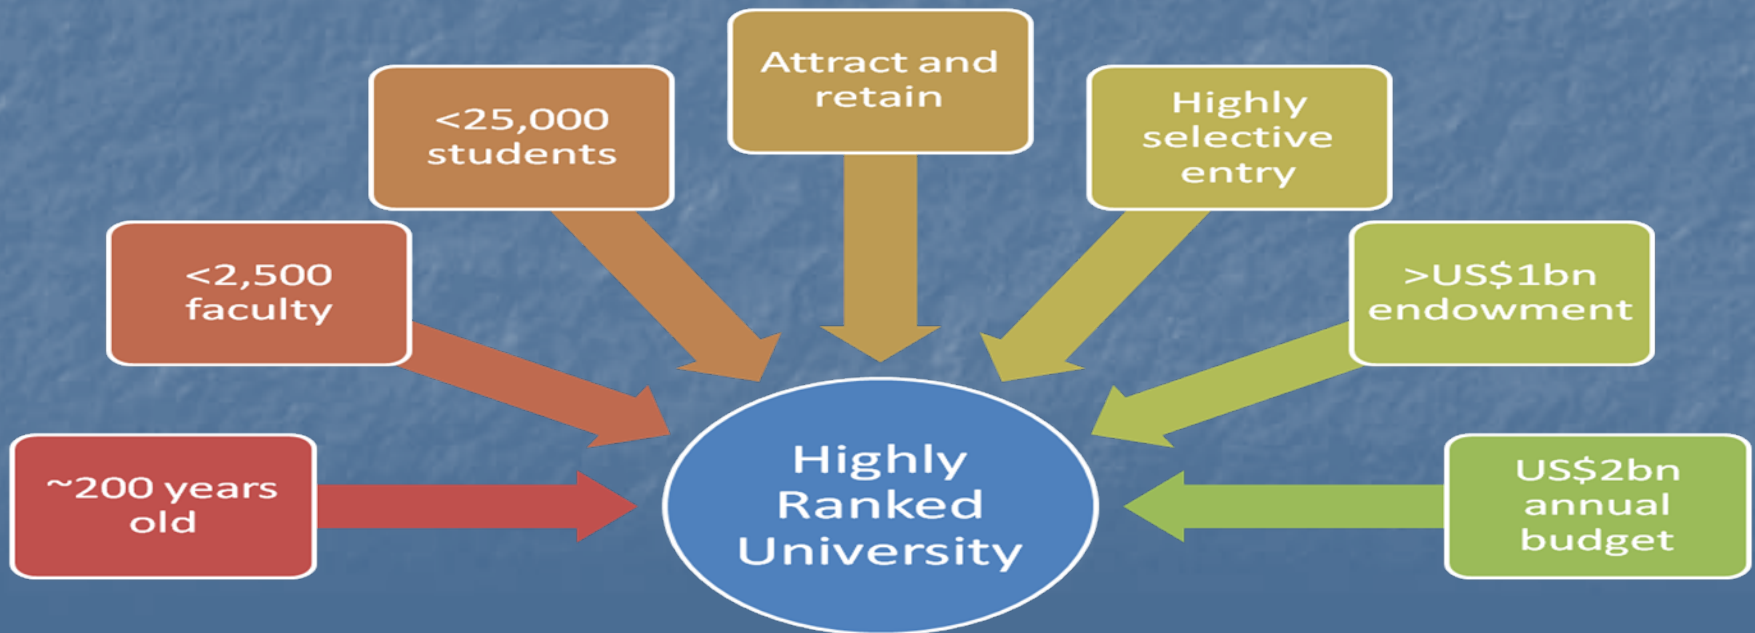 ~200 years
old
<2,500
faculty
<25,000
students
Attract and
retain
Highly
selective
entry
>US$1bn
endowment
US$2bn
annual
budget
Highly
Ranked
University